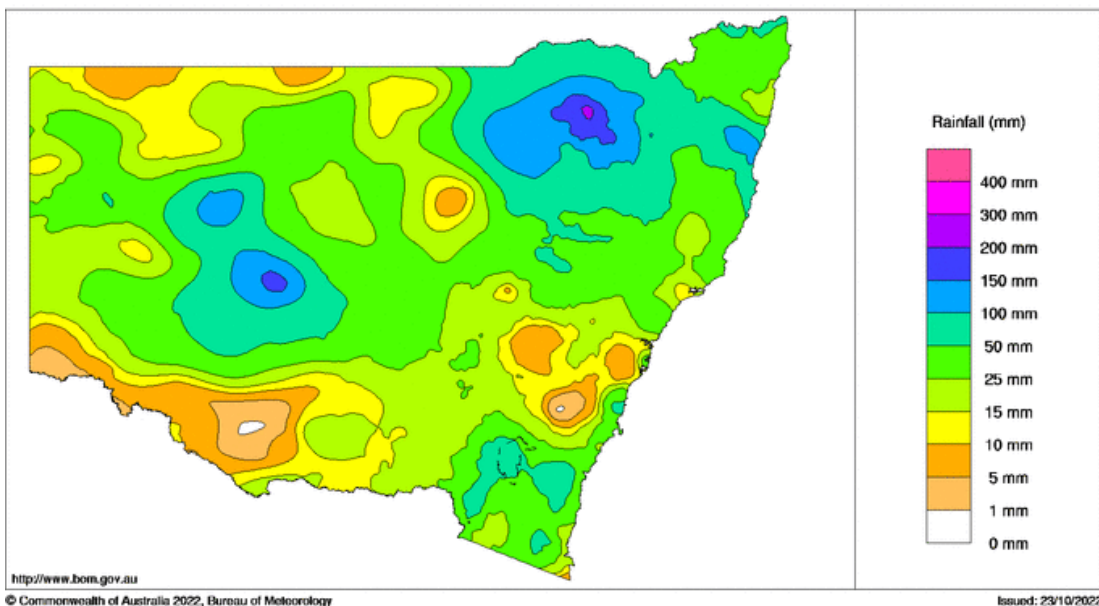 Rainfall (mm)
400 mm
300 mm
200 mm
150 mm
100 mm
50 mm
25 mm
15 mm
10 mm
5 mm
1 mm
0 mm
http://www.bom.gov.au
© Commonwealth of Australia 2022, Bureau of Meteorology
Issued: 23/10/2022